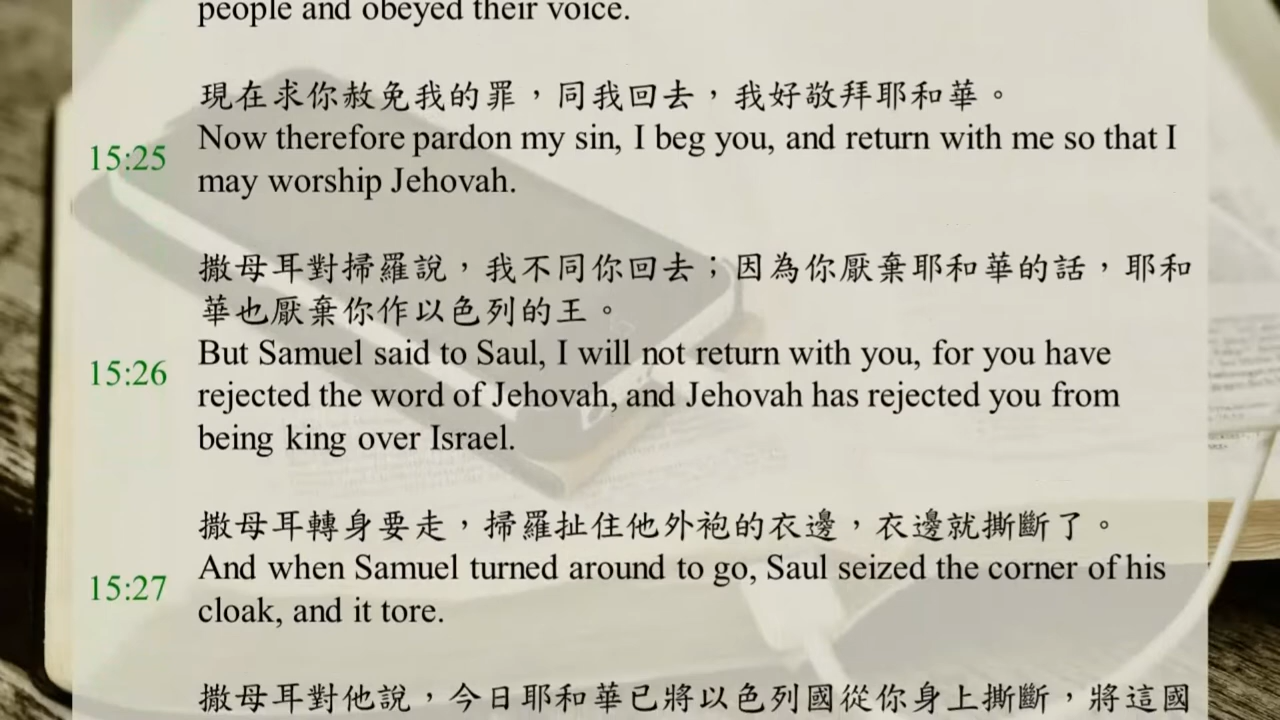 people and obeyed their voice.
現在求你赦免我的罪，同我回去，我好敬拜耶和華。
15:25 Now therefore pardon my sin, I beg you, and return with me so that I
may worship Jehovah.
撒母耳對掃羅說，我不同你回去；因為你厭棄耶和華的話，耶和
華也厭棄你作以色列的王。
15:26 But Samuel said to Saul, I will not return with you, for you have
rejected the word of Jehovah, and Jehovah has rejected you from
being king over Israel.
撒母耳轉身要走，掃羅扯住他外袍的衣邊，衣邊就撕斷了。
15:27 And when Samuel turned around to go, Saul seized the corner of his
cloak, and it tore.
撒母耳對他說，今日耶和華已將以色列國從你身上撕斷，將這國